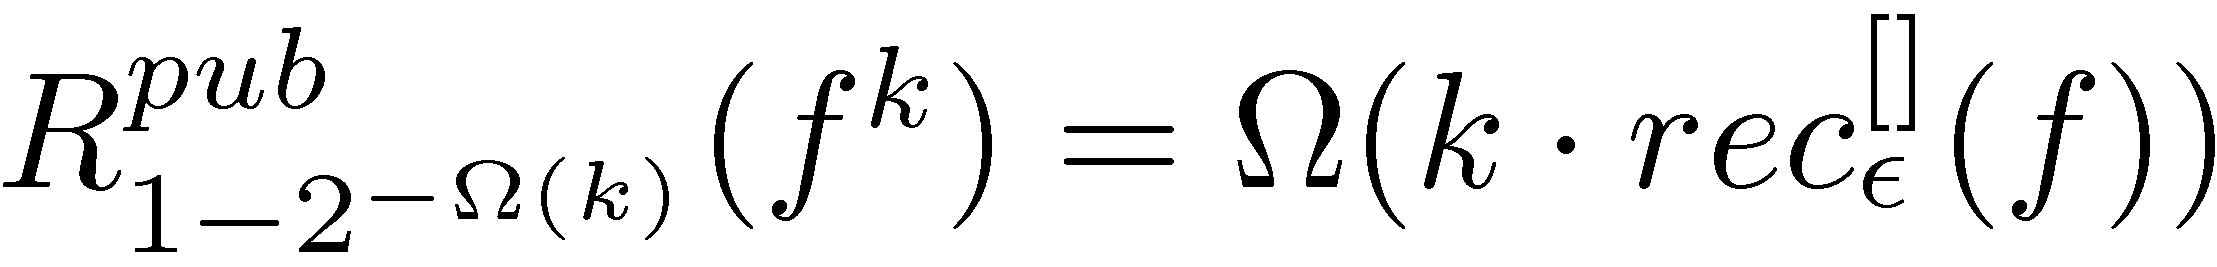 $R^{pub}_{1-2^{-\Omega(k)}}(f^k) = \Omega(k \cdot rec^{[]}_{\epsilon}(f))$